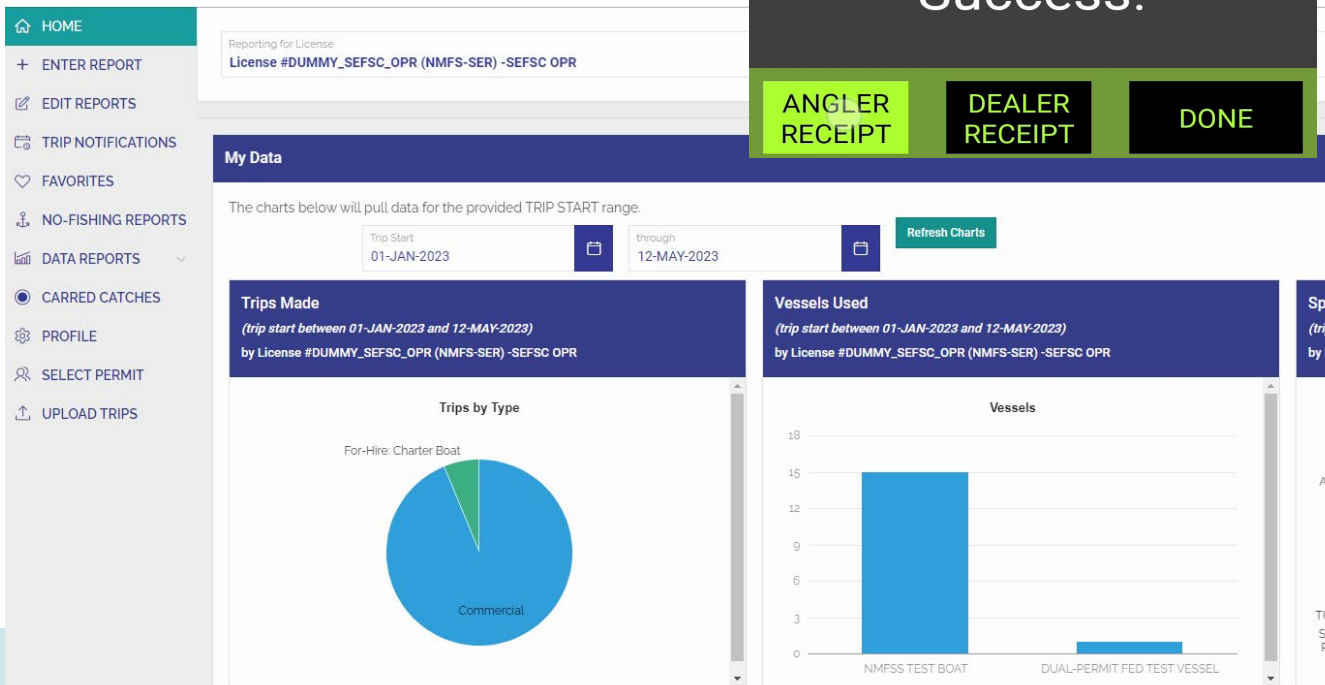 Success!
HOME
ENTER REPORT
EDIT REPORTS
TRIP NOTIFICATIONS
FAVORITES
NO-FISHING REPORTS
DATA REPORTS
CARRED CATCHES
PROFILE
SELECT PERMIT
UPLOAD TRIPS
Reporting for License
License #DUMMY_SEFSC_OPR (NMFS-SER) -SEFSC OPR
ANGLER
RECEIPT
DEALER
RECEIPT
DONE
My Data
The charts below will pull data for the provided TRIP START range.
Trip Start
01-JAN-2023
through
12-MAY-2023
Refresh Charts
Trips Made
(trip start between 01-JAN-2023 and 12-MAY-2023)
by License #DUMMY_SEFSC_OPR (NMFS-SER) -SEFSC OPR
Trips by Type
For-Hire: Charter Boat
Commercial
Vessels Used
(trip start between 01-JAN-2023 and 12-MAY-2023)
by License #DUMMY_SEFSC_OPR (NMFS-SER) -SEFSC OPR
Vessels
18
15
12
9
6
3
0
NMFSS TEST BOAT
DUAL-PERMIT FED TEST VESSEL
by